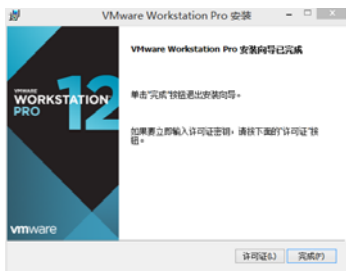 VMware Workstation Pro 安装
VMware Workstation Pro 安装向导已完成
单击"完成"按钮退出安装向导。
如果要立即输入许可证密钥，请按下面的"许可证"按
钮。
VMWARE
WORKSTATION
PRO
12
vmware
许可证(L)
完成(F)